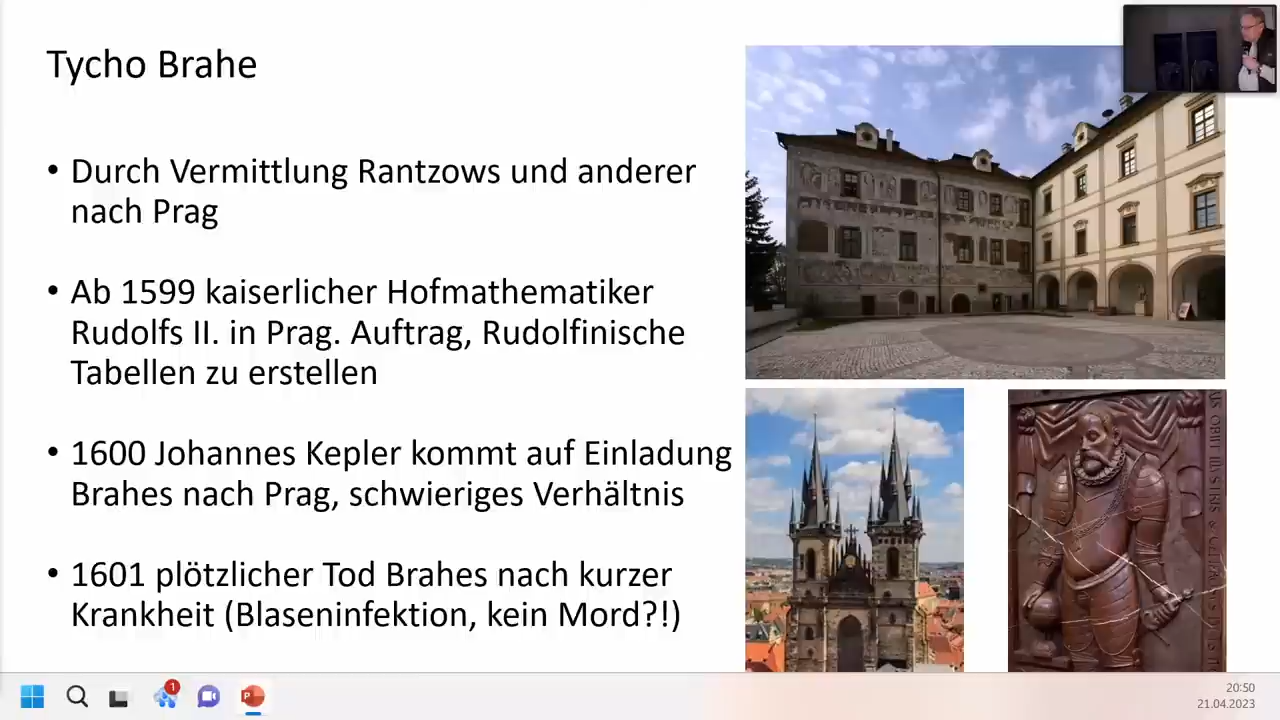 Tycho Brahe
• Durch Vermittlung Rantzows und anderer
nach Prag
• Ab 1599 kaiserlicher Hofmathematiker
Rudolfs II. in Prag. Auftrag, Rudolfinische
Tabellen zu erstellen
• 1600 Johannes Kepler kommt auf Einladung
Brahes nach Prag, schwieriges Verhältnis
• 1601 plötzlicher Tod Brahes nach kurzer
Krankheit (Blaseninfektion, kein Mord?!)
1
20:50
21.04.2023